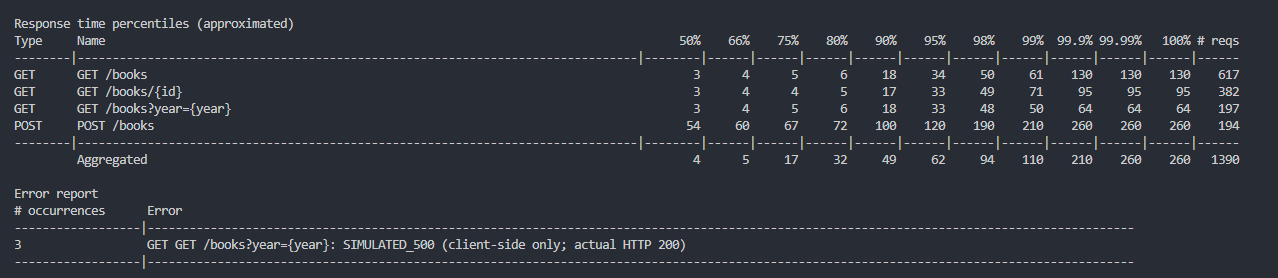 Response time percentiles (approximated)
Type     Name                                                                                  50%    66%    75%    80%    90%    95%    98%    99%  99.9% 99.99%   100% # reqs
--------|--------------------------------------------------------------------------------|--------|------|------|------|------|------|------|------|------|------|------|------
GET      GET /books                                                                              3      4      5      6     18     34     50     61    130    130    130    617
GET      GET /books/{id}                                                                         3      4      4      5     17     33     49     71     95     95     95    382
GET      GET /books?year={year}                                                                  3      4      5      6     18     33     48     50     64     64     64    197
POST     POST /books                                                                            54     60     67     72    100    120    190    210    260    260    260    194
--------|--------------------------------------------------------------------------------|--------|------|------|------|------|------|------|------|------|------|------|------
         Aggregated                                                                              4      5     17     32     49     62     94    110    210    260    260   1390
Error report
# occurrences      Error
------------------|---------------------------------------------------------------------------------------------------------------------------------------------
3                  GET GET /books?year={year}: SIMULATED_500 (client-side only; actual HTTP 200)
------------------|---------------------------------------------------------------------------------------------------------------------------------------------